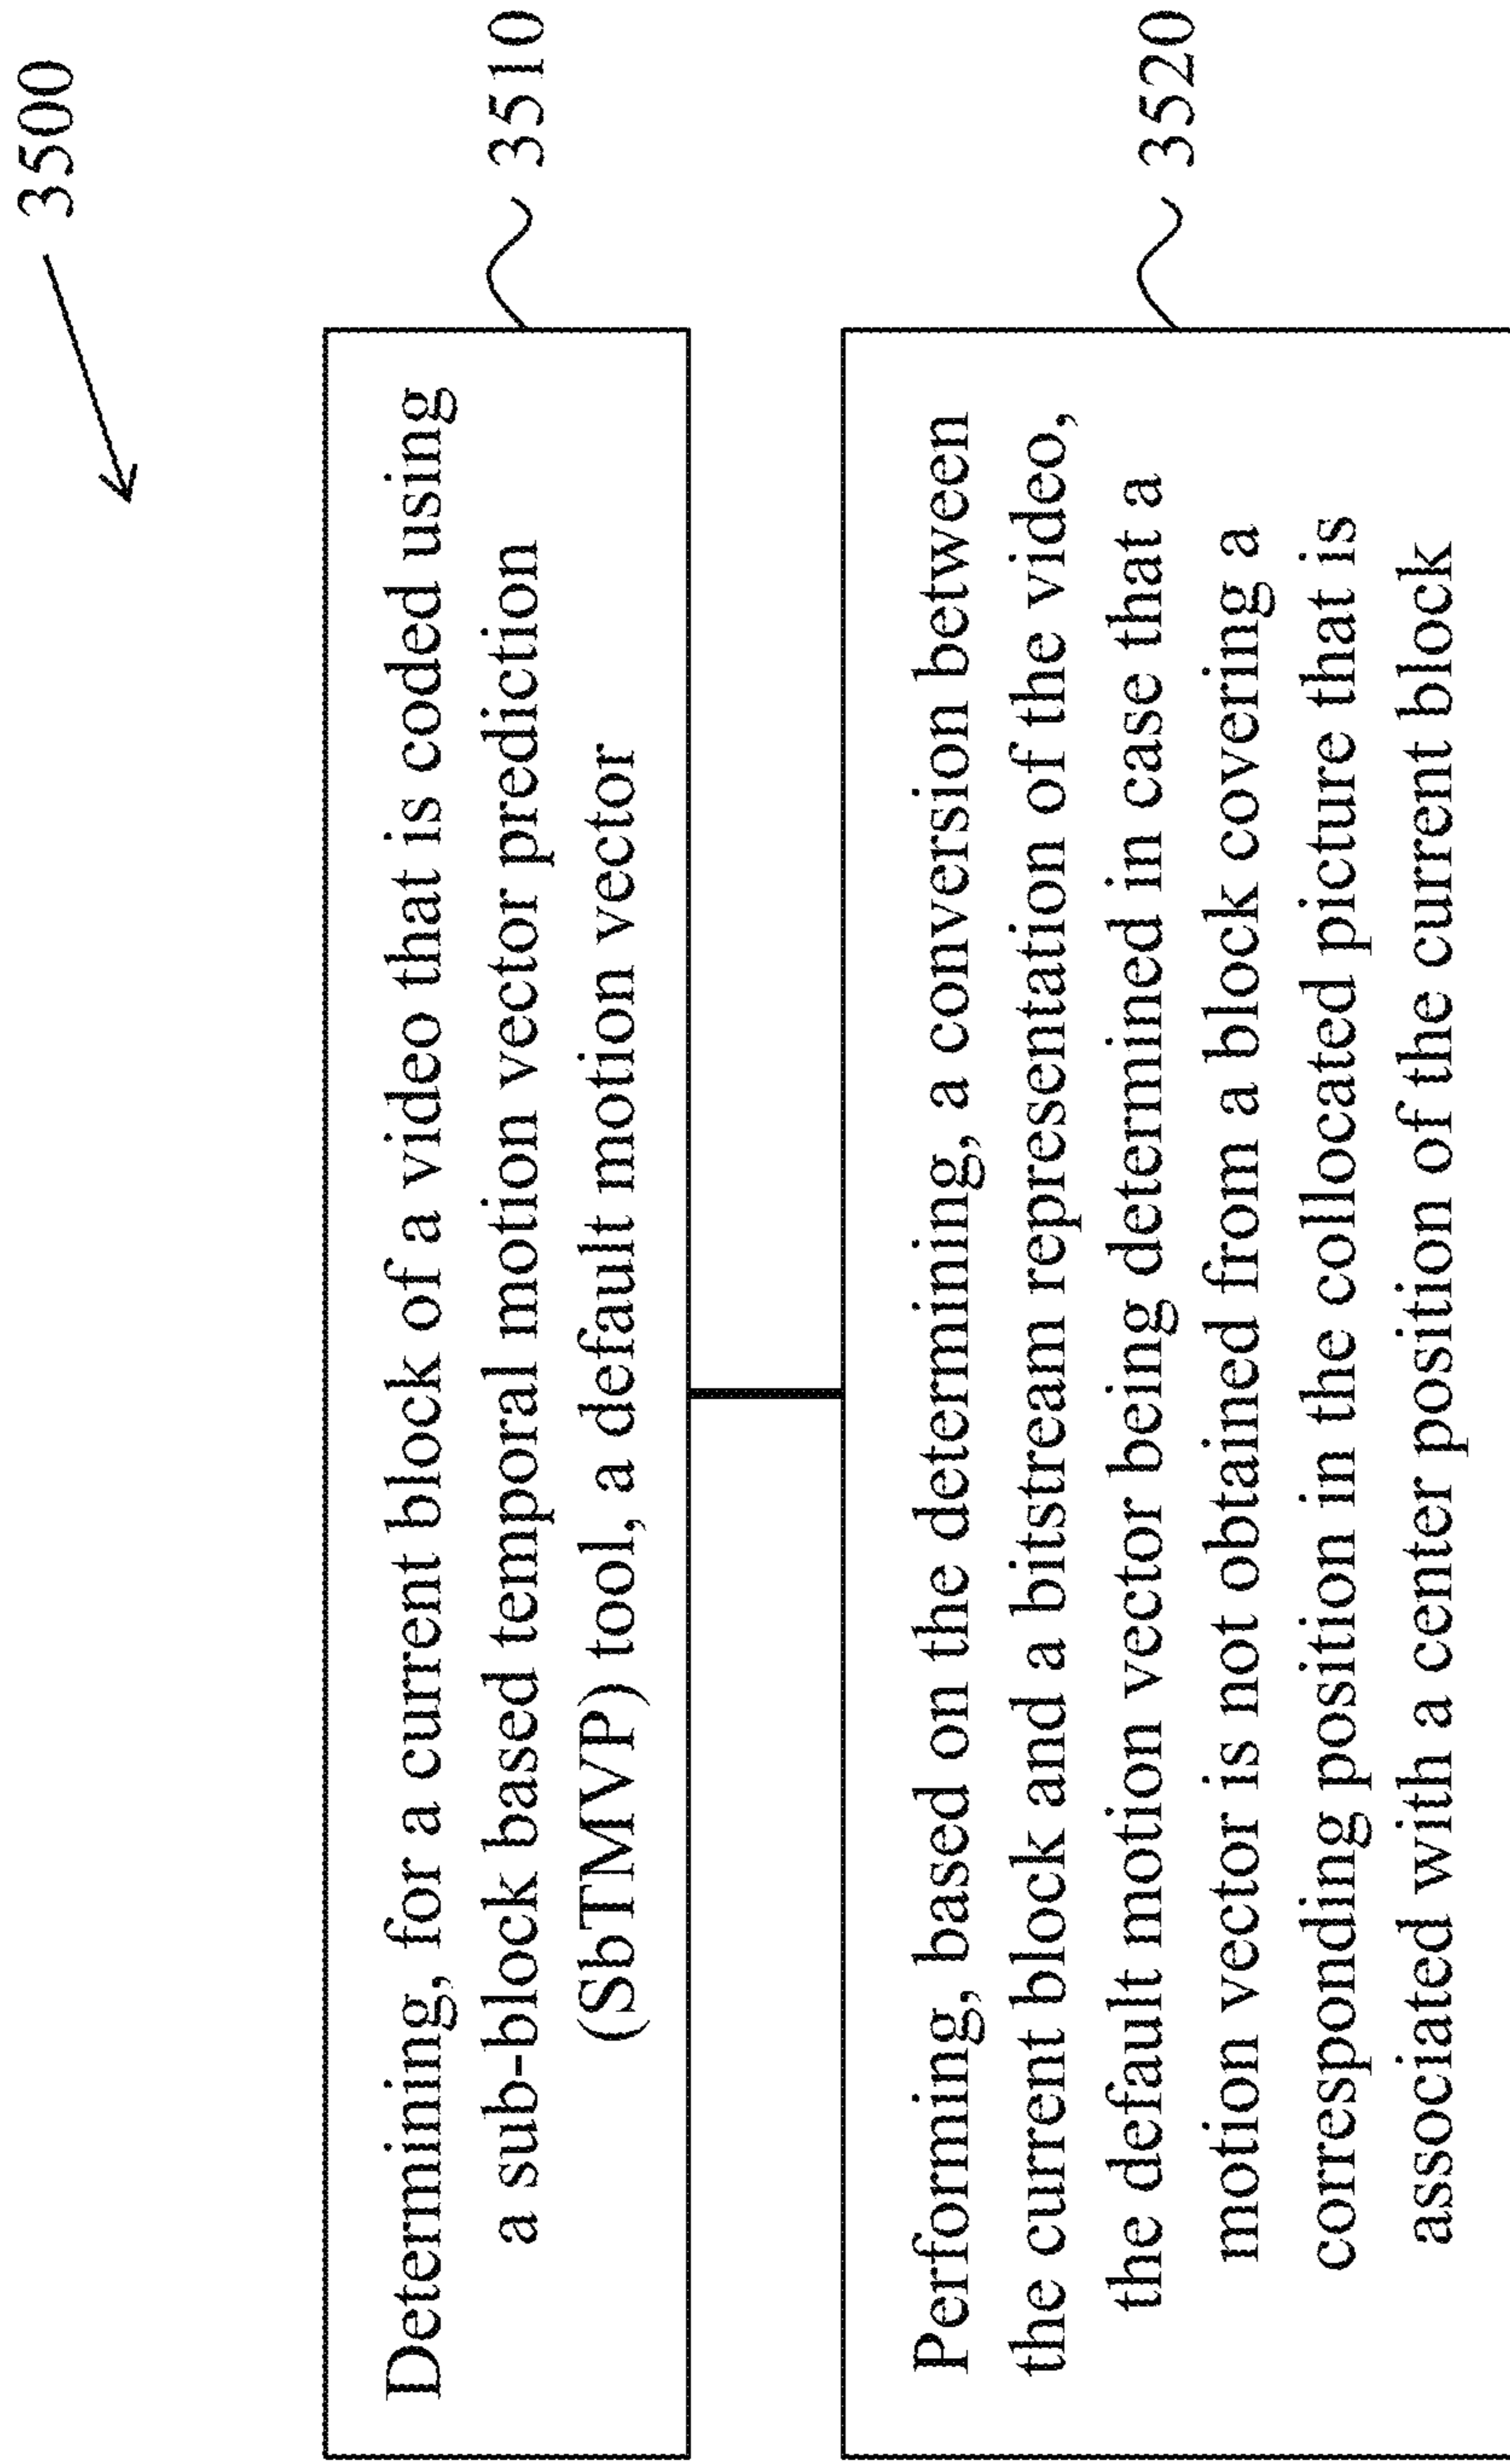 3500
Determining, for a current block of a video that is coded using
a sub-block based temporal motion vector prediction
(SbTMVP) tool, a default motion vector
3510
Performing, based on the determining, a conversion between
the current block and a bitstream representation of the video,
the default motion vector being determined in case that a
motion vector is not obtained from a block covering a
corresponding position in the collocated picture that is
associated with a center position of the current block
3520